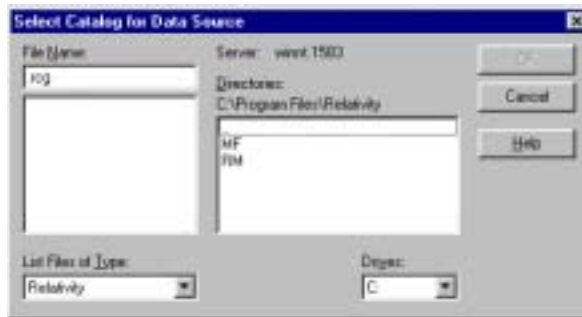 Select Catalog for Data Source
File Name:
.rcg
Server: winnt.1583
Directories:
C:\Program Files\Relativity
MF
RM
Cancel
Help
List Files of Type:
Relativity
Drives:
C: